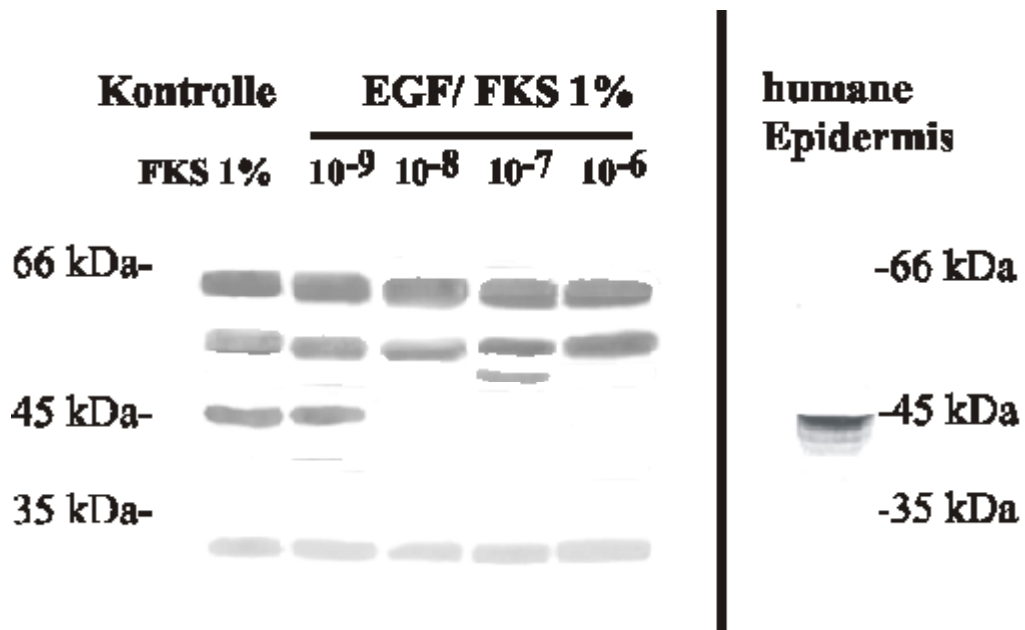 Kontrolle EGF/ FKS 1%
FKS 1% 10-9 10-8 10-7 10-6
66 kDa-
45 kDa-
35 kDa-
humane
Epidermis
-66 kDa
-45 kDa
-35 kDa